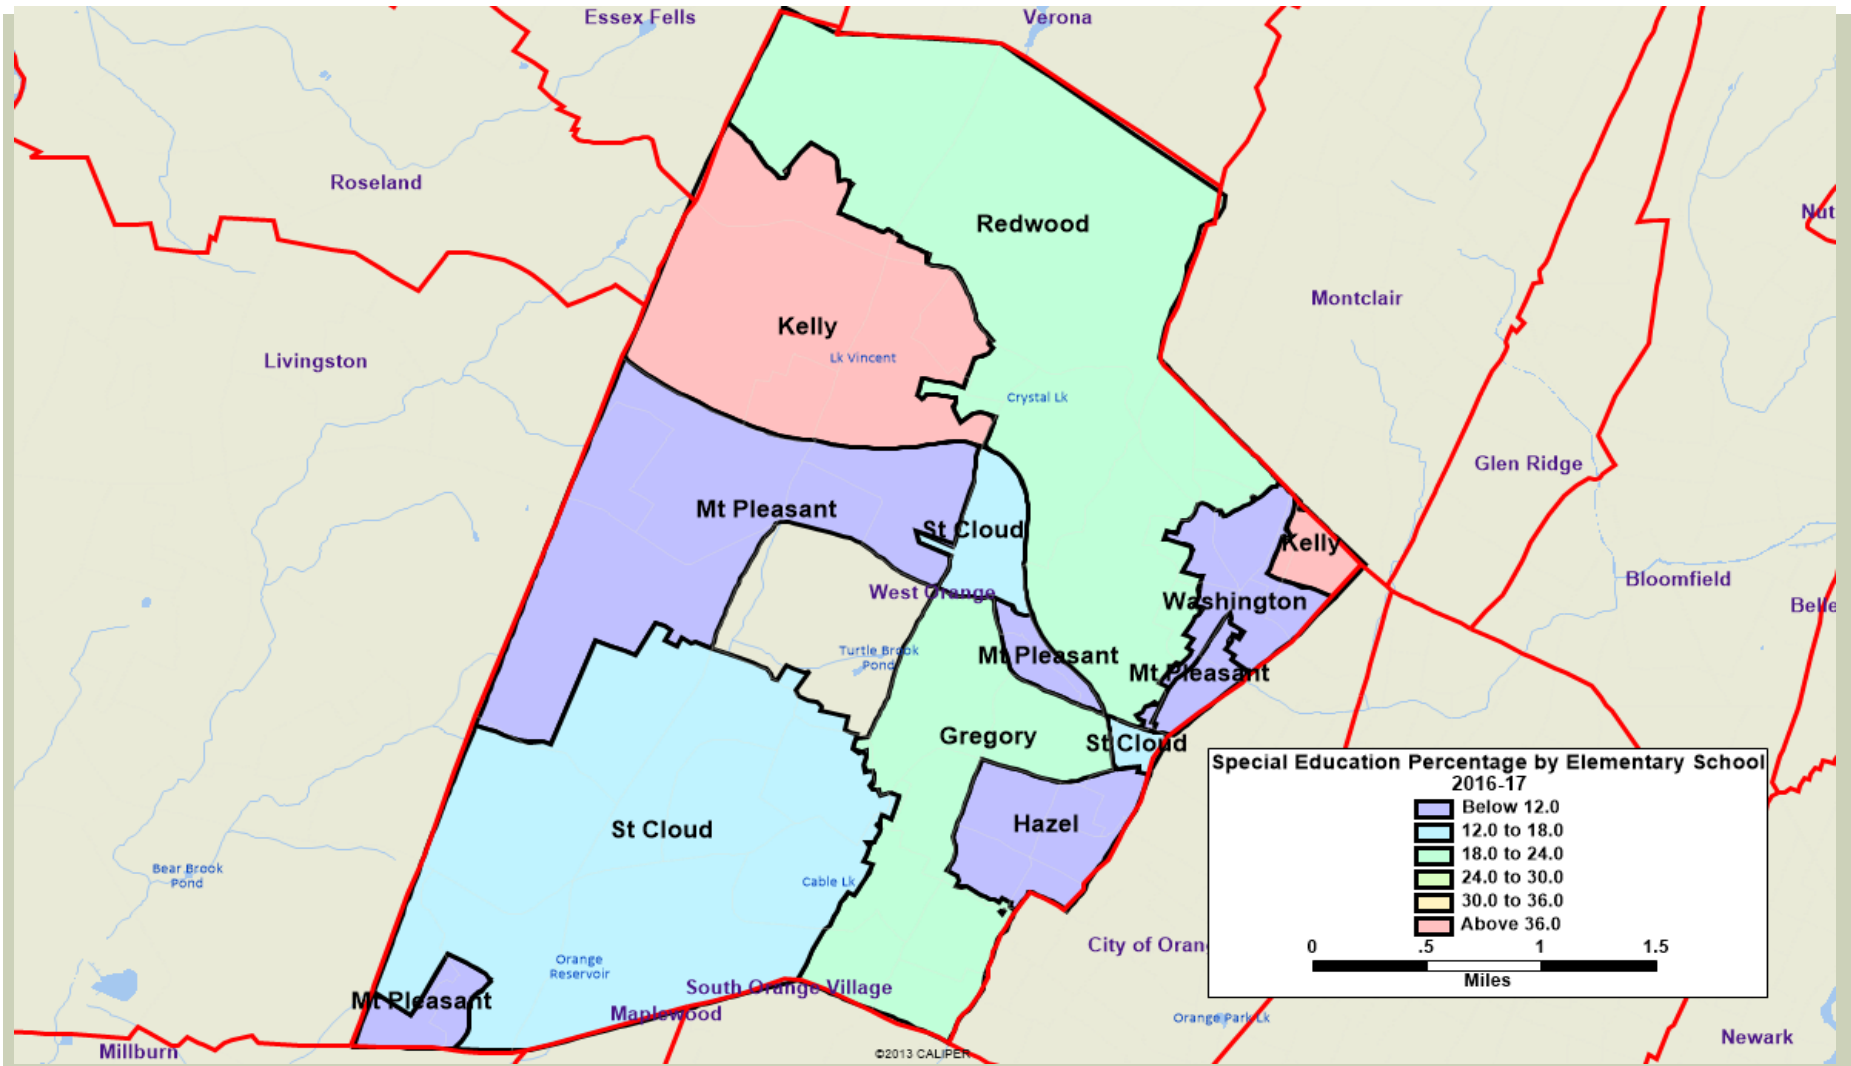 Essex Fells
Verona
Roseland
Nut
Redwood
Montclair
Kelly
Lk Vincent
Livingston
Crystal Lk
Glen Ridge
Mt Pleasant
St Cloud
Kelly
Bloomfield
West Orange
Washington
Belle
Turtle Brook
Pond
Mt Pleasant
Mt Pleasant
Gregory
St Cloud
Special Education Percentage by Elementary School
2016-17
Below 12.0
12.0 to 18.0
18.0 to 24.0
24.0 to 30.0
30.0 to 36.0
Above 36.0
0 .5 1 1.5
Miles
Hazel
St Cloud
Bear Brook
Pond
Cable Lk
City of Oran
Orange
Reservoir
South Orange Village
Mt Pleasant
Maplewood
Orange Park Lk
Newark
Millburn
©2013 CALIPER